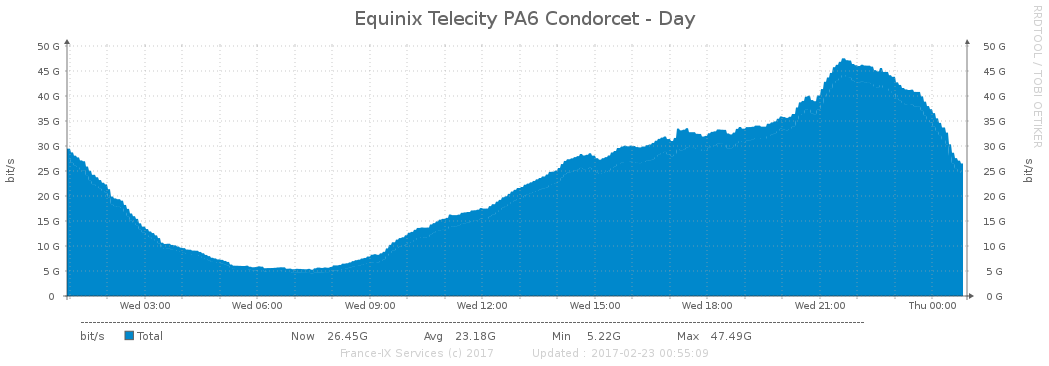 Equinix Telecity PA6 Condorcet - Day
RRDTOOL / TOBI OETIKER
50 G 50 G
45 G 45 G
40 G 40 G
35 G 35 G
30 G 30 G
25 G 25 G
20 G 20 G
15 G 15 G
10 G 10 G
5 G 5 G
0 0 G
bit/s
bit/s
Wed 03:00 Wed 06:00 Wed 09:00 Wed 12:00 Wed 15:00 Wed 18:00 Wed 21:00 Thu 00:00
bit/s Total Now 26.45G Avg 23.18G Min 5.22G Max 47.49G
France-IX Services (c) 2017 Updated : 2017-02-23 00:55:09